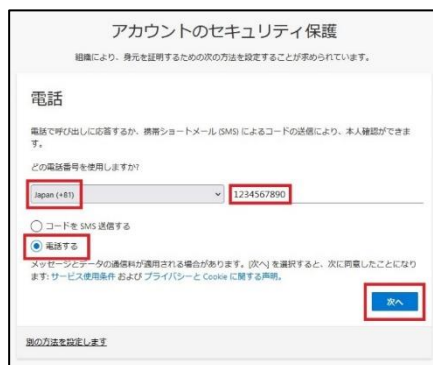 アカウントのセキュリティ保護
組織により、身元を証明するための次の方法を設定することが求められています。
電話
電話で呼び出しに応答するか、携帯ショートメール (SMS) によるコードの送信により、本人確認ができま
す。
どの電話番号を使用しますか?
Japan (+81) 1234567890
コードを SMS 送信する
電話する
メッセージとデータの通信料が適用される場合があります。[次へ] を選択すると、次に同意したことになり
ます: サービス使用条件 および プライバシーと Cookie に関する声明。
次へ
別の方法を設定します